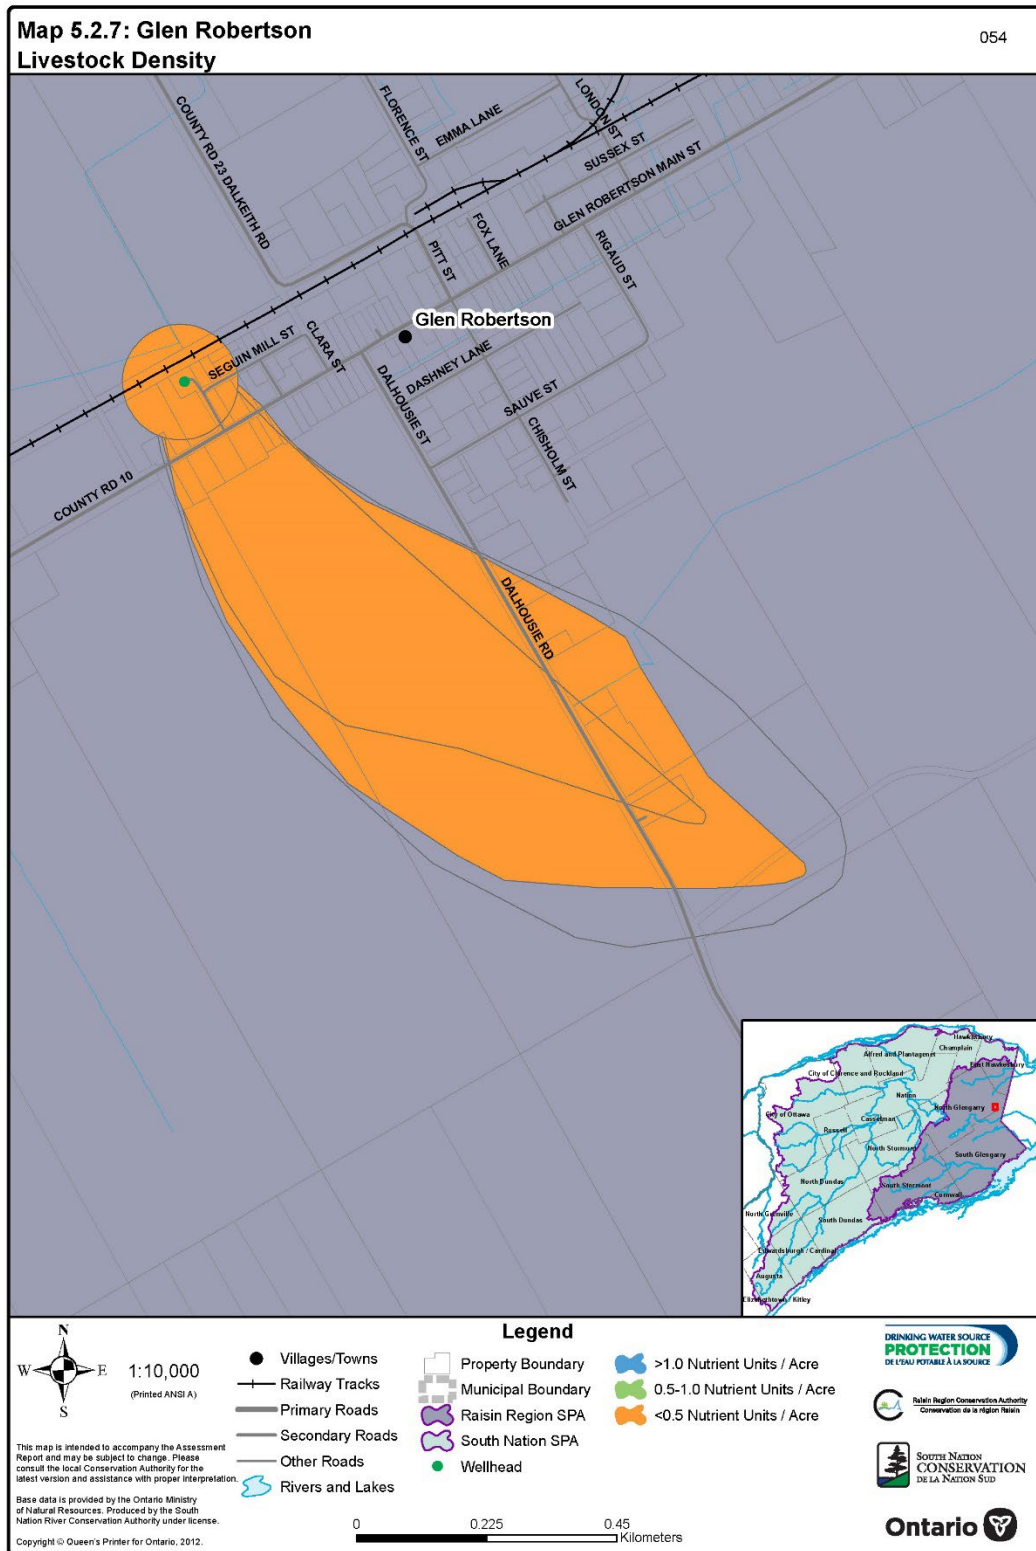 Map 5.2.7: Glen Robertson
Livestock Density
054
COUNTY RD 23 DALKEITH RD
FLORENCE ST
EMMA LANE
LONDON ST
SUSSEX ST
GLEN ROBERTSON MAIN ST
FOX LANE
PITT ST
RIGAUD ST
Glen Robertson
SEGUIN MILL ST
CLARA ST
DASHNEY LANE
DALHOUSIE ST
SAUVE ST
CHISHOLM ST
COUNTY RD 10
DALHOUSIE RD
Hawkesbury
Champlain
Alfred and Plantagenet
East Hawkesbury
City of Clarence and Rockland
Nation
North Glengarry
City of Ottawa
Casselman
Russell
North Stormont
South Glengarry
North Dundas
South Stormont
Cornwall
North Grenville
South Dundas
Edwardsburgh / Cardinal
Augusta
Elizabethtown / Kitley
Legend
N
W E
S
1:10,000
(Printed ANSI A)
Villages/Towns
Railway Tracks
Primary Roads
Secondary Roads
Other Roads
Rivers and Lakes
Property Boundary
Municipal Boundary
Raisin Region SPA
South Nation SPA
Wellhead
>1.0 Nutrient Units / Acre
0.5-1.0 Nutrient Units / Acre
<0.5 Nutrient Units / Acre
This map is intended to accompany the Assessment
Report and may be subject to change. Please
consult the local Conservation Authority for the
latest version and assistance with proper interpretation.
Base data is provided by the Ontario Ministry
of Natural Resources. Produced by the South
Nation River Conservation Authority under license.
Copyright © Queen's Printer for Ontario, 2012.
0 0.225 0.45
Kilometers
DRINKING WATER SOURCE
PROTECTION
DE L'EAU POTABLE À LA SOURCE
Raisin Region Conservation Authority
Conservation de la région Raisin
SOUTH NATION
CONSERVATION
DE LA NATION SUD
Ontario